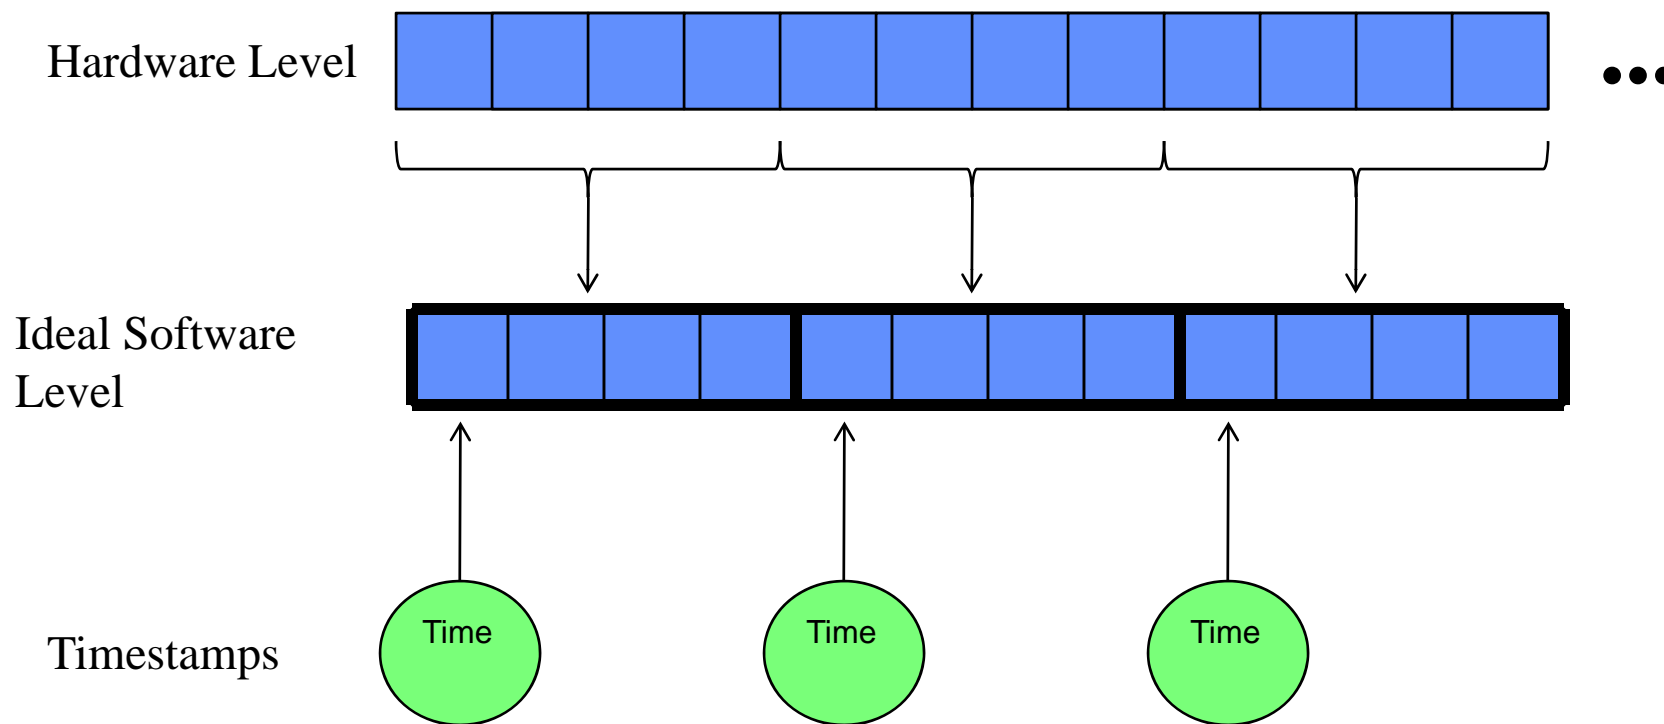 Hardware Level
•••
Ideal Software
Level
Time Time Time
Timestamps